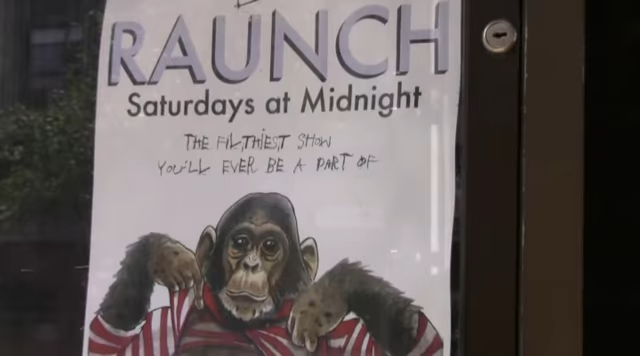 RAUNCH
Saturdays at Midnight
THE FILTHIEST SHOW
YOU'LL EVER BE A PART OF